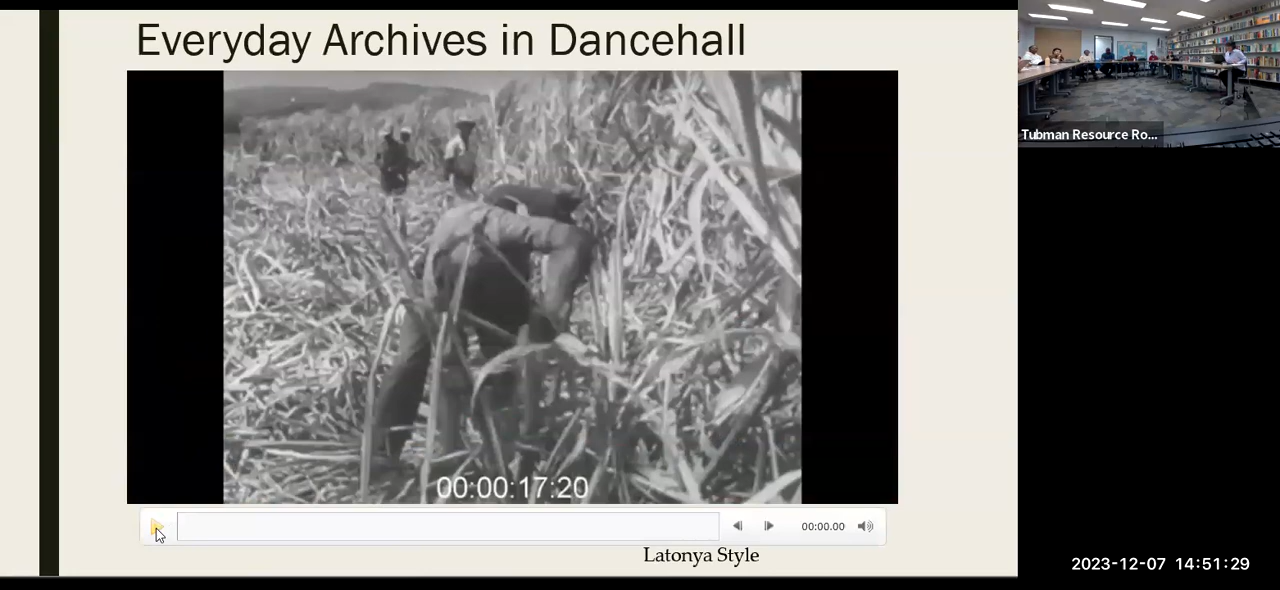 Everyday Archives in Dancehall
Tubman Resource Ro...
00:00:17:20
00:00.00
Latonya Style
2023-12-07 14:51:29